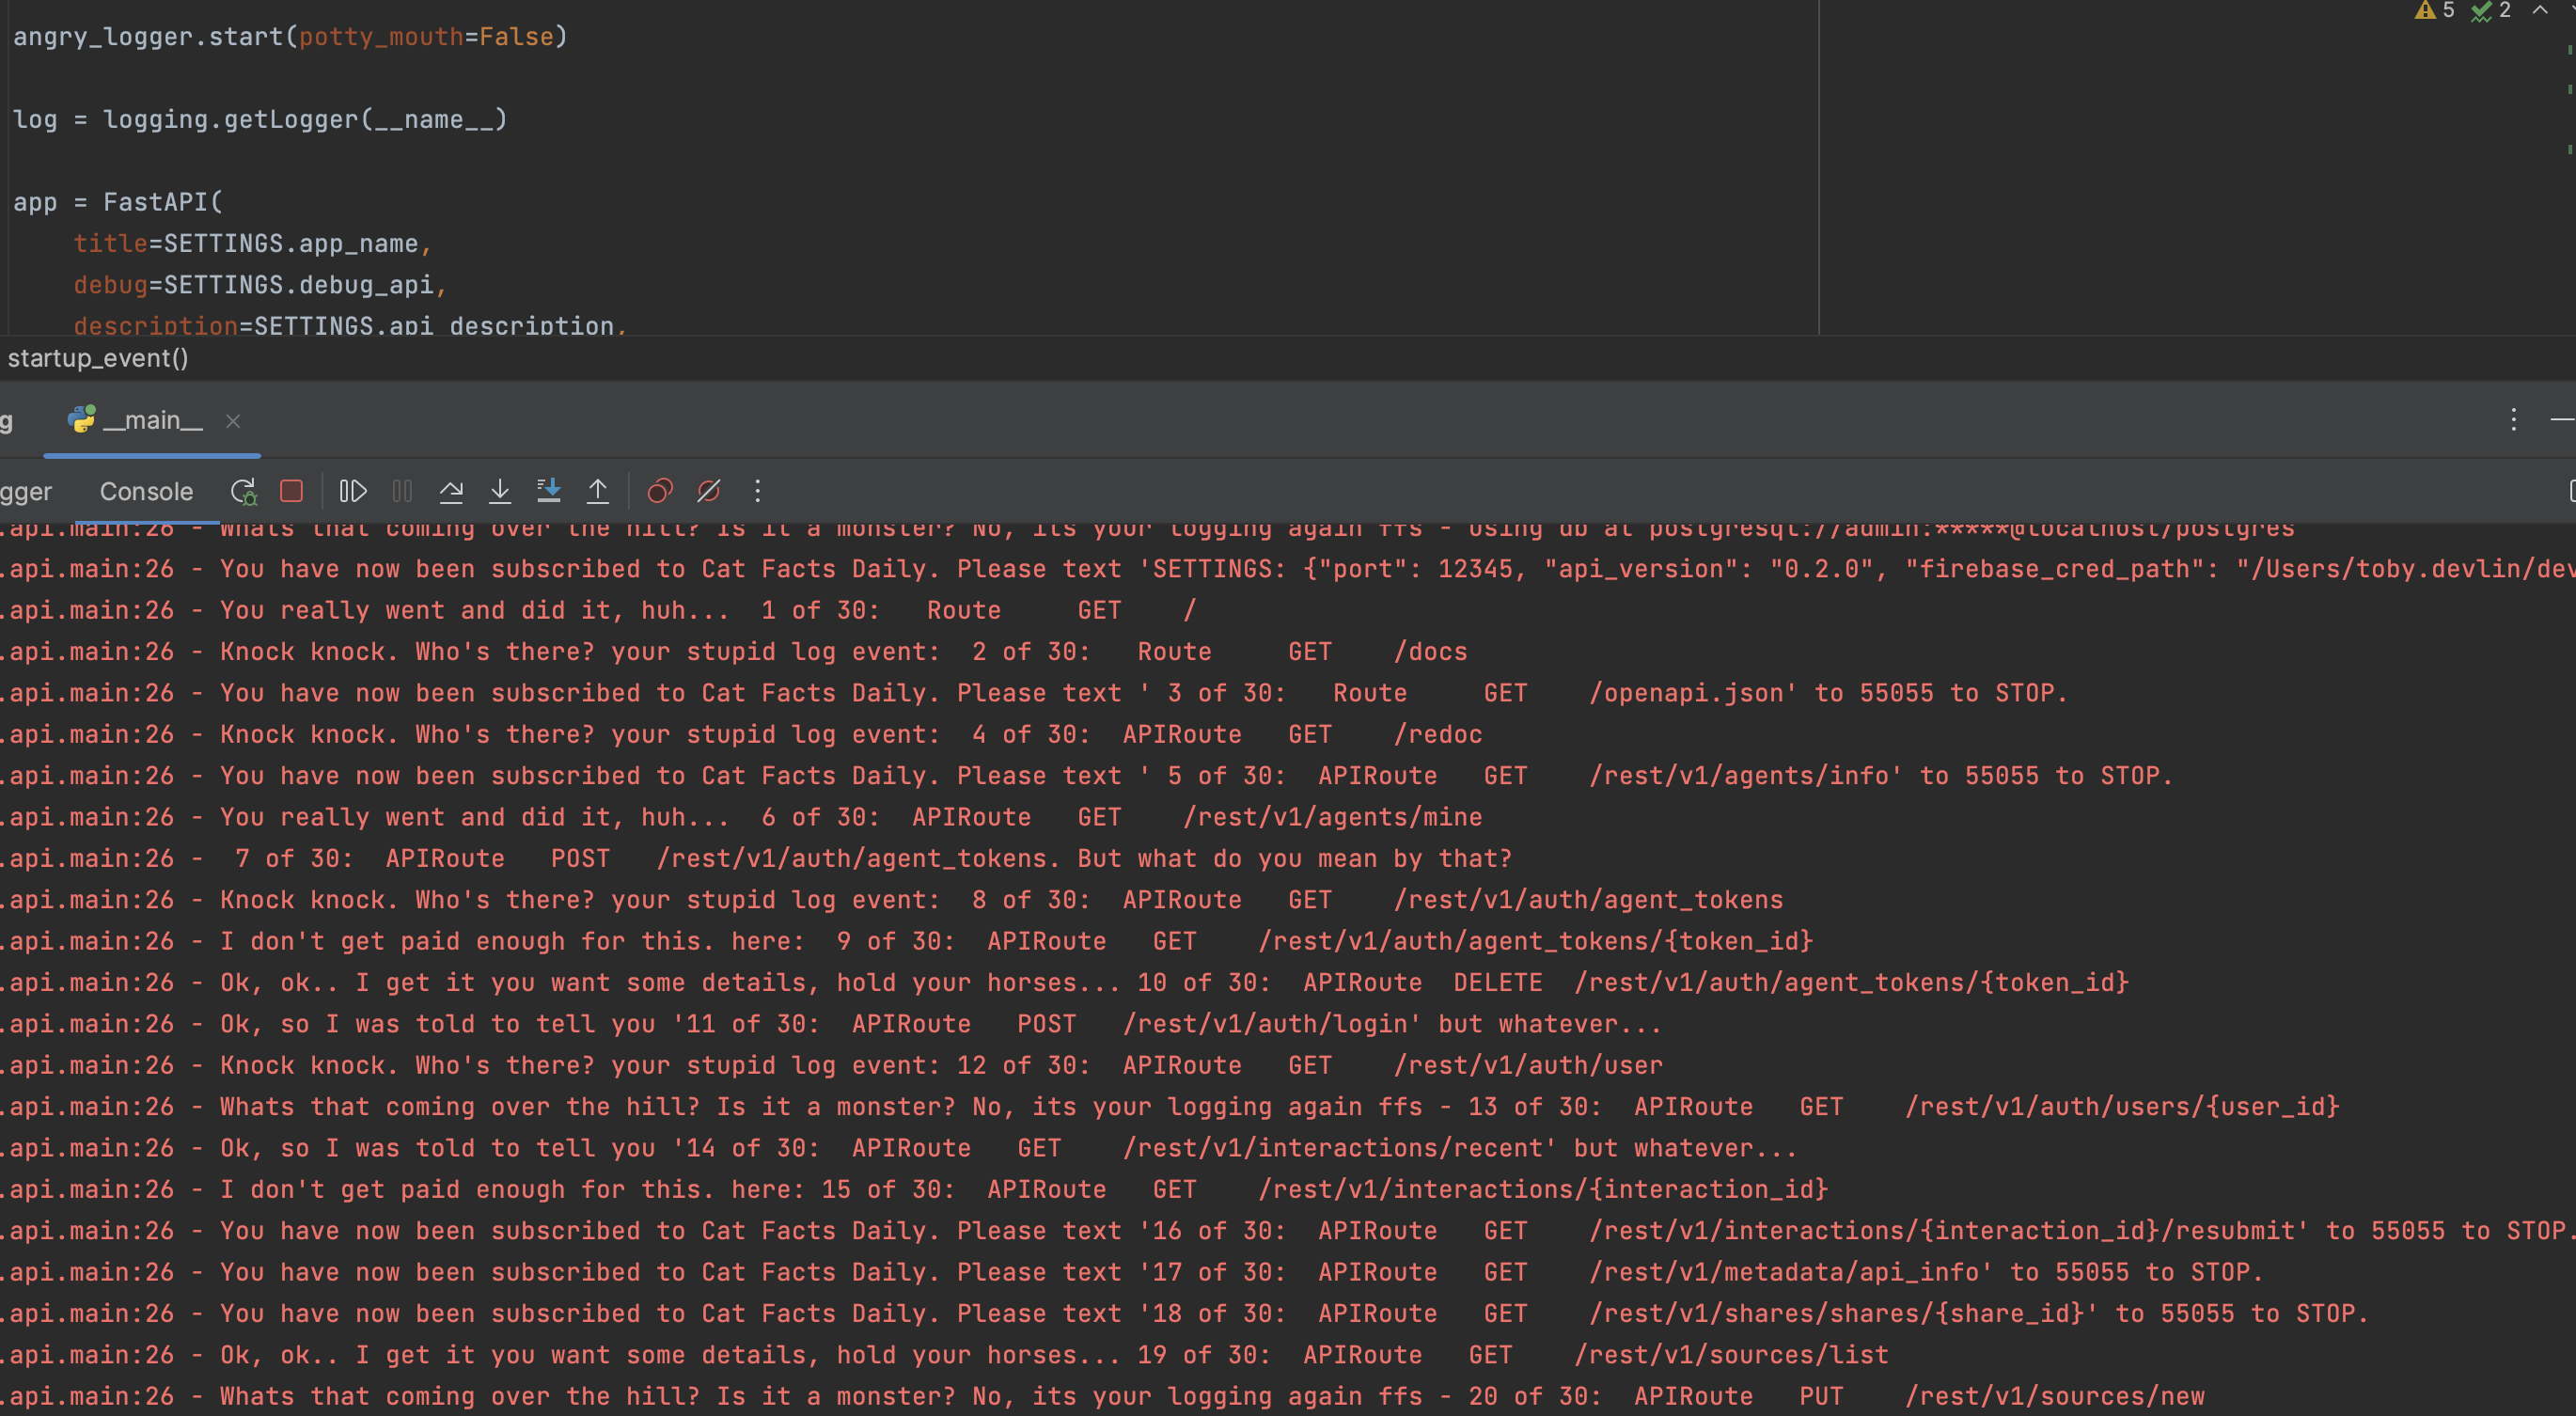 5 2
angry_logger.start(potty_mouth=False)
log = logging.getLogger(__name__)
app = FastAPI(
title=SETTINGS.app_name,
debug=SETTINGS.debug_api,
description=SETTINGS.api_description,
startup_event()
g __main__
gger Console
.api.main:26 - Whats that coming over the hill? Is it a monster? No, its your logging again ffs - Using db at postgresql://admin:*****@localhost/postgres
.api.main:26 - You have now been subscribed to Cat Facts Daily. Please text 'SETTINGS: {"port": 12345, "api_version": "0.2.0", "firebase_cred_path": "/Users/toby.devlin/dev
.api.main:26 - You really went and did it, huh... 1 of 30: Route GET /
.api.main:26 - Knock knock. Who's there? your stupid log event: 2 of 30: Route GET /docs
.api.main:26 - You have now been subscribed to Cat Facts Daily. Please text ' 3 of 30: Route GET /openapi.json' to 55055 to STOP.
.api.main:26 - Knock knock. Who's there? your stupid log event: 4 of 30: APIRoute GET /redoc
.api.main:26 - You have now been subscribed to Cat Facts Daily. Please text ' 5 of 30: APIRoute GET /rest/v1/agents/info' to 55055 to STOP.
.api.main:26 - You really went and did it, huh... 6 of 30: APIRoute GET /rest/v1/agents/mine
.api.main:26 - 7 of 30: APIRoute POST /rest/v1/auth/agent_tokens. But what do you mean by that?
.api.main:26 - Knock knock. Who's there? your stupid log event: 8 of 30: APIRoute GET /rest/v1/auth/agent_tokens
.api.main:26 - I don't get paid enough for this. here: 9 of 30: APIRoute GET /rest/v1/auth/agent_tokens/{token_id}
.api.main:26 - Ok, ok.. I get it you want some details, hold your horses... 10 of 30: APIRoute DELETE /rest/v1/auth/agent_tokens/{token_id}
.api.main:26 - Ok, so I was told to tell you '11 of 30: APIRoute POST /rest/v1/auth/login' but whatever...
.api.main:26 - Knock knock. Who's there? your stupid log event: 12 of 30: APIRoute GET /rest/v1/auth/user
.api.main:26 - Whats that coming over the hill? Is it a monster? No, its your logging again ffs - 13 of 30: APIRoute GET /rest/v1/auth/users/{user_id}
.api.main:26 - Ok, so I was told to tell you '14 of 30: APIRoute GET /rest/v1/interactions/recent' but whatever...
.api.main:26 - I don't get paid enough for this. here: 15 of 30: APIRoute GET /rest/v1/interactions/{interaction_id}
.api.main:26 - You have now been subscribed to Cat Facts Daily. Please text '16 of 30: APIRoute GET /rest/v1/interactions/{interaction_id}/resubmit' to 55055 to STOP.
.api.main:26 - You have now been subscribed to Cat Facts Daily. Please text '17 of 30: APIRoute GET /rest/v1/metadata/api_info' to 55055 to STOP.
.api.main:26 - You have now been subscribed to Cat Facts Daily. Please text '18 of 30: APIRoute GET /rest/v1/shares/shares/{share_id}' to 55055 to STOP.
.api.main:26 - Ok, ok.. I get it you want some details, hold your horses... 19 of 30: APIRoute GET /rest/v1/sources/list
.api.main:26 - Whats that coming over the hill? Is it a monster? No, its your logging again ffs - 20 of 30: APIRoute PUT /rest/v1/sources/new